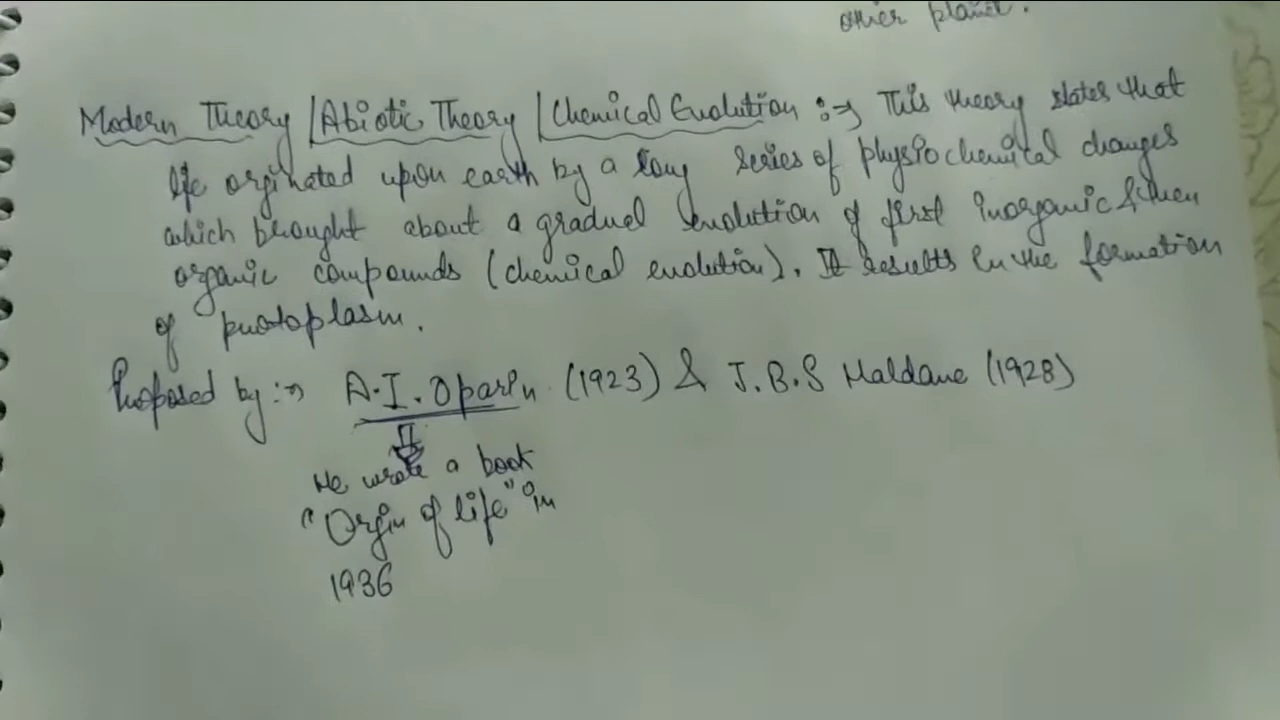 other planet.
Modern Theory | Abiotic Theory | Chemical Evolution :→ This theory states that
life orginated upon earth by a long series of physiochemical changes
which brought about a gradual evolution of first inorganic & then
organic compounds (chemical evolution). It results in the formation
of protoplasm.
Proposed by :→ A.I. Oparin (1923) & J.B.S Haldane (1928)
He wrote a book
"Orgin of life" in
1936